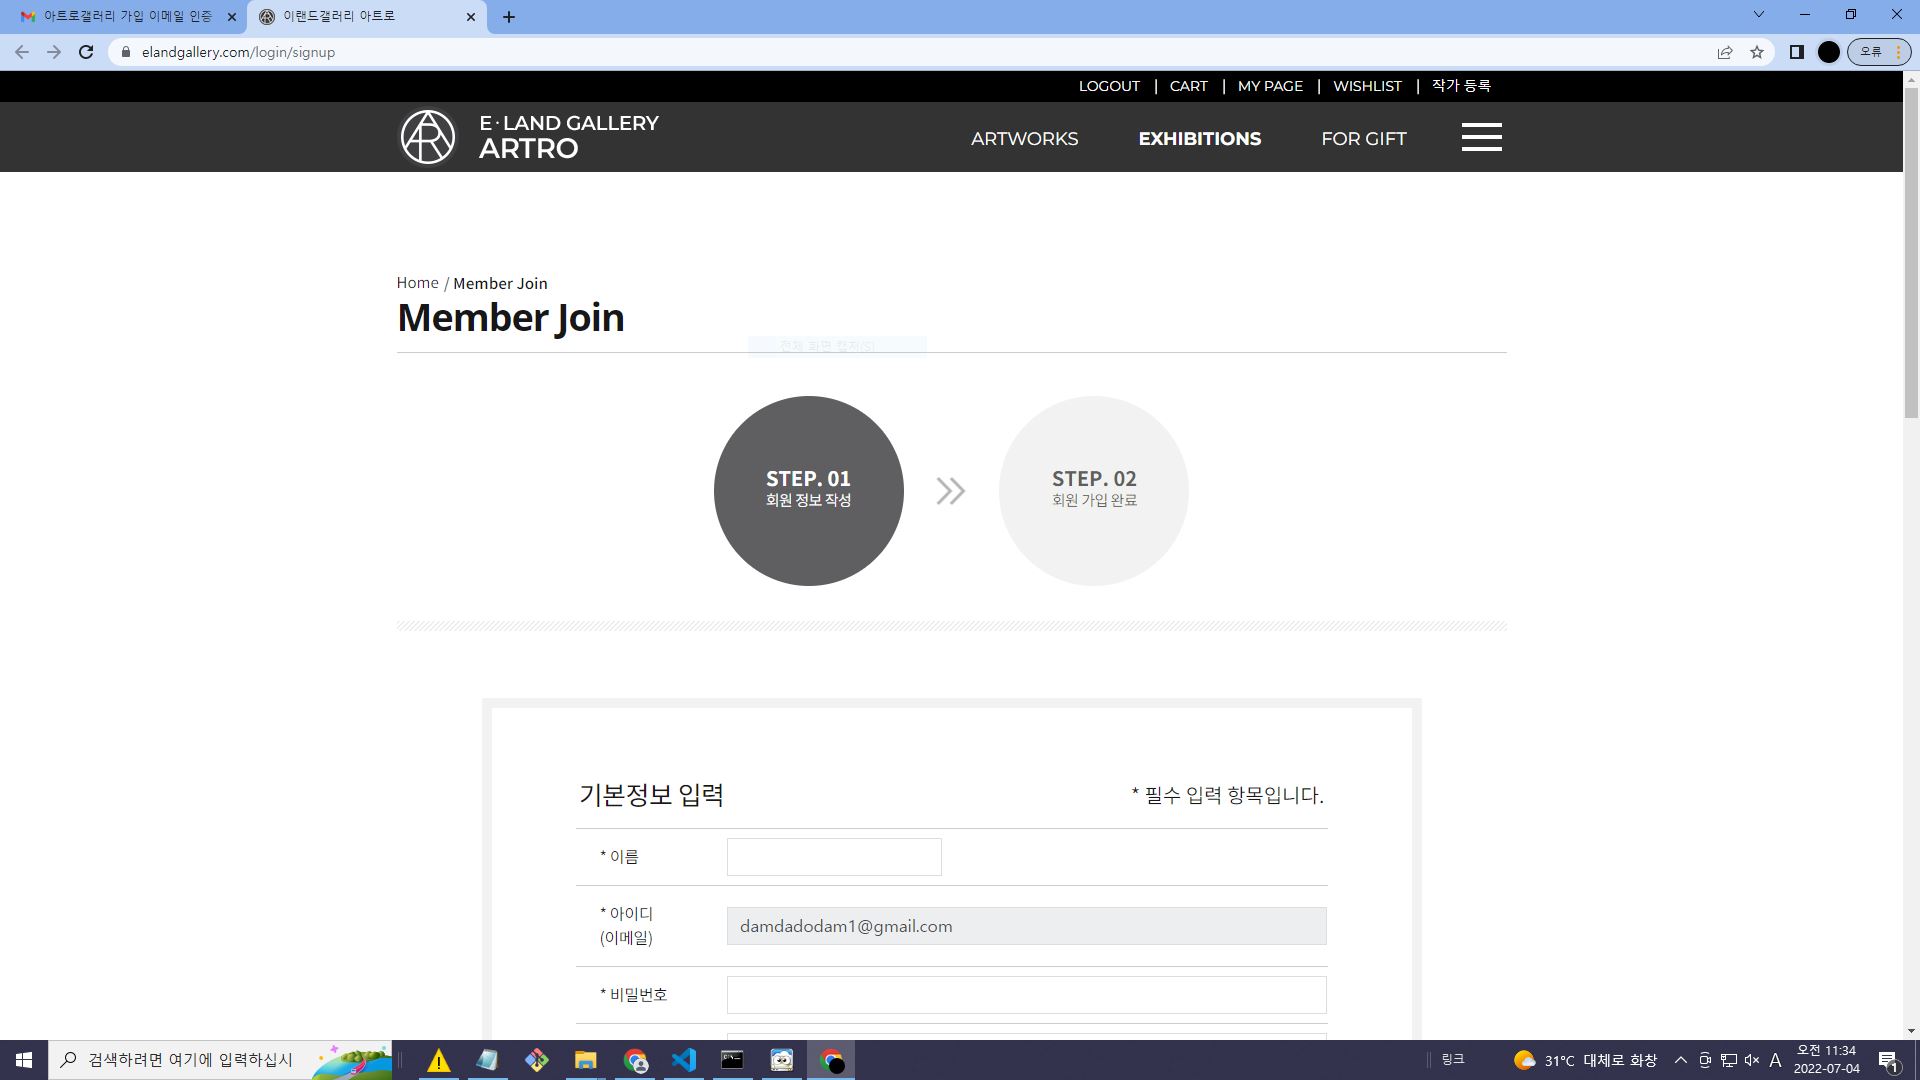 아트로갤러리 가입 이메일 인증
이랜드갤러리 아트로
elandgallery.com/login/signup
오류
LOGOUT | CART | MY PAGE | WISHLIST | 작가 등록
E·LAND GALLERY
ARTRO
ARTWORKS
EXHIBITIONS
FOR GIFT
Home / Member Join
Member Join
전체 화면 캡처(S)
STEP. 01
회원 정보 작성
STEP. 02
회원 가입 완료
기본정보 입력
* 필수 입력 항목입니다.
* 이름
* 아이디
(이메일)
damdadodam1@gmail.com
* 비밀번호
검색하려면 여기에 입력하십시
링크
31°C 대체로 화창
A
오전 11:34
2022-07-04
1